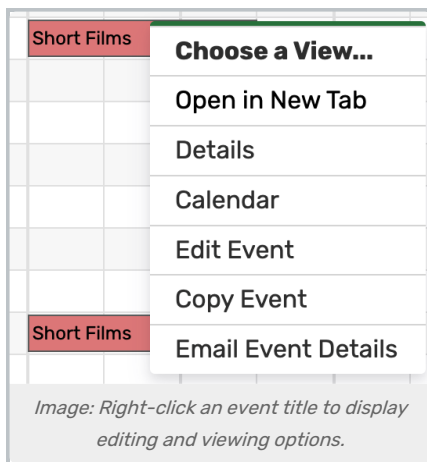 Short Films
Choose a View...
Open in New Tab
Details
Calendar
Edit Event
Copy Event
Short Films
Email Event Details
Image: Right-click an event title to display
editing and viewing options.